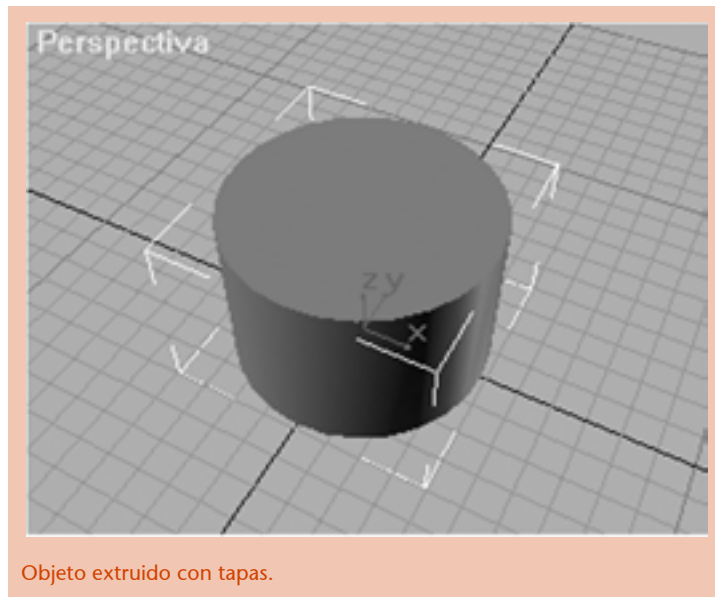 Perspectiva
z y
x
Objeto extruido con tapas.